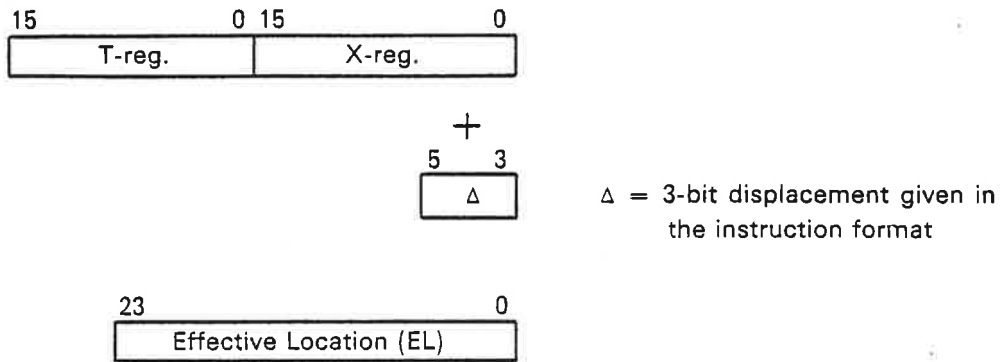 15 0 15 0
T-reg. X-reg.
+
5 3
Δ Δ = 3-bit displacement given in
the instruction format
23 0
Effective Location (EL)